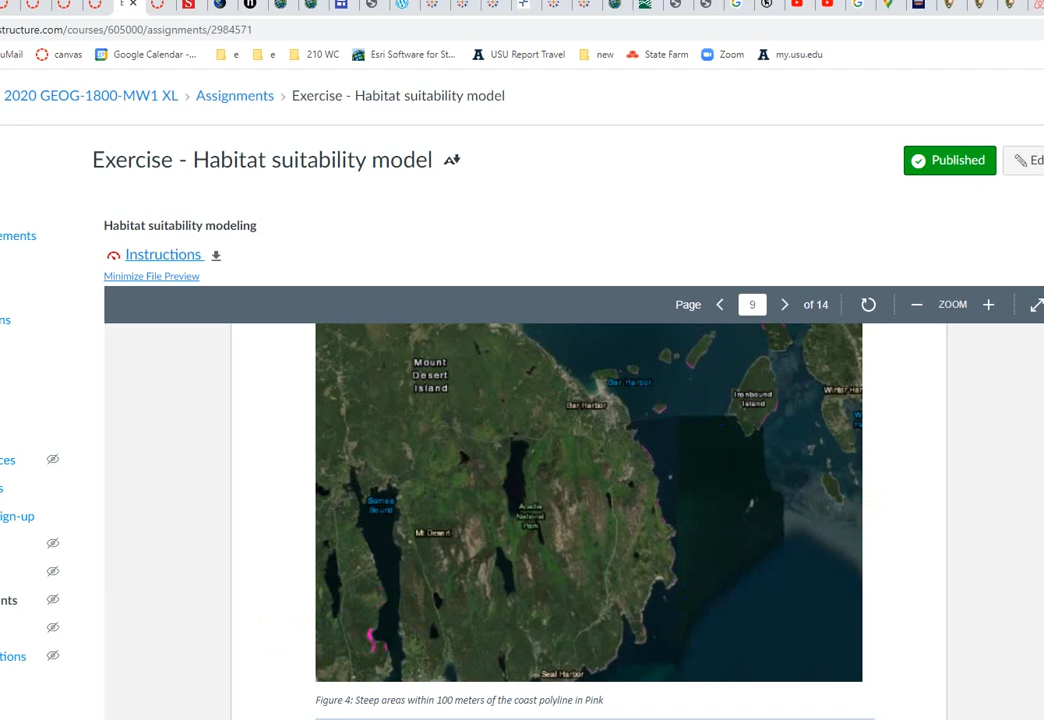 structure.com/courses/605000/assignments/2984571
uMail canvas Google Calendar -... e e 210 WC Esri Software for St... USU Report Travel new State Farm Zoom my.usu.edu
2020 GEOG-1800-MW1 XL > Assignments > Exercise - Habitat suitability model
Exercise - Habitat suitability model
Published Ed
Habitat suitability modeling
Instructions
ements
Minimize File Preview
Page 9 of 14 ZOOM
ns
Mount
Desert
Island
Bar Harbor
Bar Harbor
Ironbound
Island
Winter Har
W
Somes
Sound
Acadia
National
Park
Mt Desert
Seal Harbor
ces
s
ign-up
nts
tions
Figure 4: Steep areas within 100 meters of the coast polyline in Pink